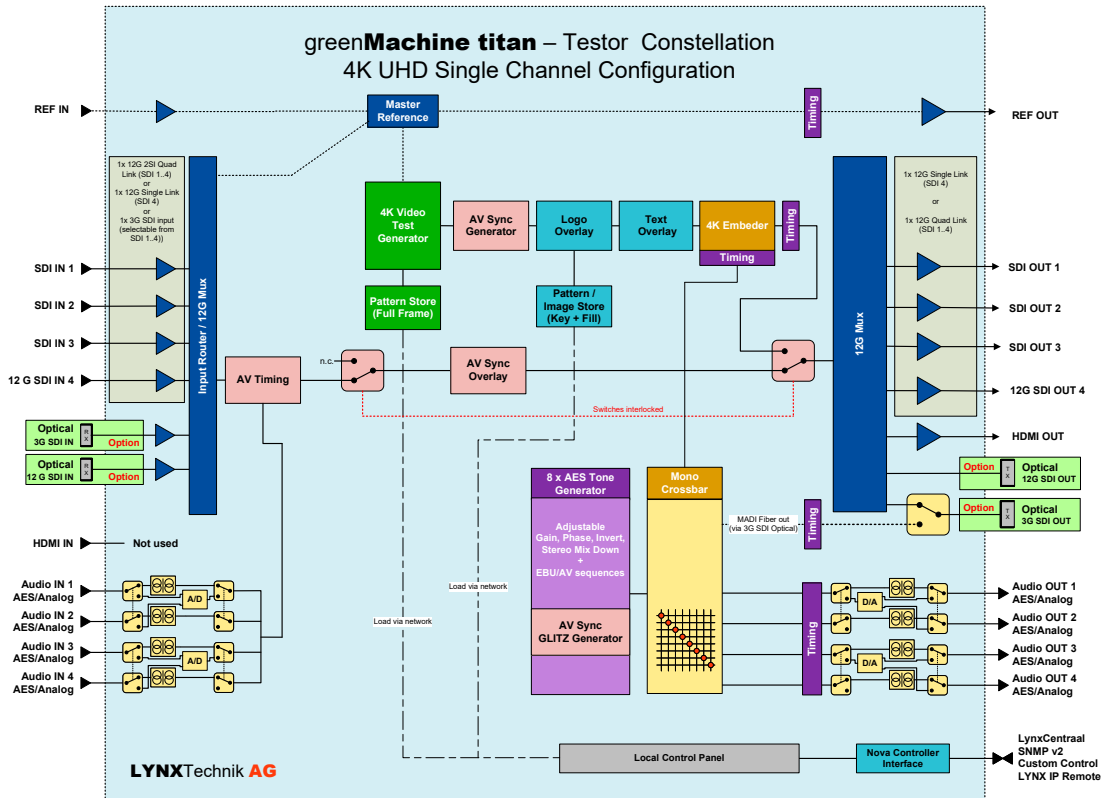 greenMachine titan – Testor Constellation
4K UHD Single Channel Configuration
REF IN
Master
Reference
Timing
REF OUT
1x 12G 2SI Quad
Link (SDI 1..4)
or
1x 12G Single Link
(SDI 4)
or
1x 3G SDI input
(selectable from
SDI 1..4))
Input Router / 12G Mux
4K Video
Test
Generator
AV Sync
Generator
Logo
Overlay
Text
Overlay
4K Embeder
Timing
Timing
12G Mux
1x 12G Single Link
(SDI 4)
or
1x 12G Quad Link
(SDI 1..4)
SDI IN 1
SDI IN 2
SDI IN 3
12 G SDI IN 4
Pattern Store
(Full Frame)
Pattern /
Image Store
(Key + Fill)
SDI OUT 1
SDI OUT 2
SDI OUT 3
12G SDI OUT 4
HDMI OUT
AV Timing
n.c.
AV Sync
Overlay
Switches interlocked
Optical
3G SDI IN
RX
Option
Optical
12 G SDI IN
RX
Option
Option
TX
Optical
12G SDI OUT
Option
TX
Optical
3G SDI OUT
8 x AES Tone
Generator
Adjustable
Gain, Phase, Invert,
Stereo Mix Down
+
EBU/AV sequences
AV Sync
GLITZ Generator
Mono
Crossbar
MADI Fiber out
(via 3G SDI Optical)
Timing
HDMI IN
Not used
Load via network
Load via network
Audio IN 1
AES/Analog
A/D
Audio IN 2
AES/Analog
Audio IN 3
AES/Analog
A/D
Audio IN 4
AES/Analog
Timing
Audio OUT 1
AES/Analog
D/A
Audio OUT 2
AES/Analog
Audio OUT 3
AES/Analog
D/A
Audio OUT 4
AES/Analog
Local Control Panel
Nova Controller
Interface
LynxCentraal
SNMP v2
Custom Control
LYNX IP Remote
LYNXTechnik AG